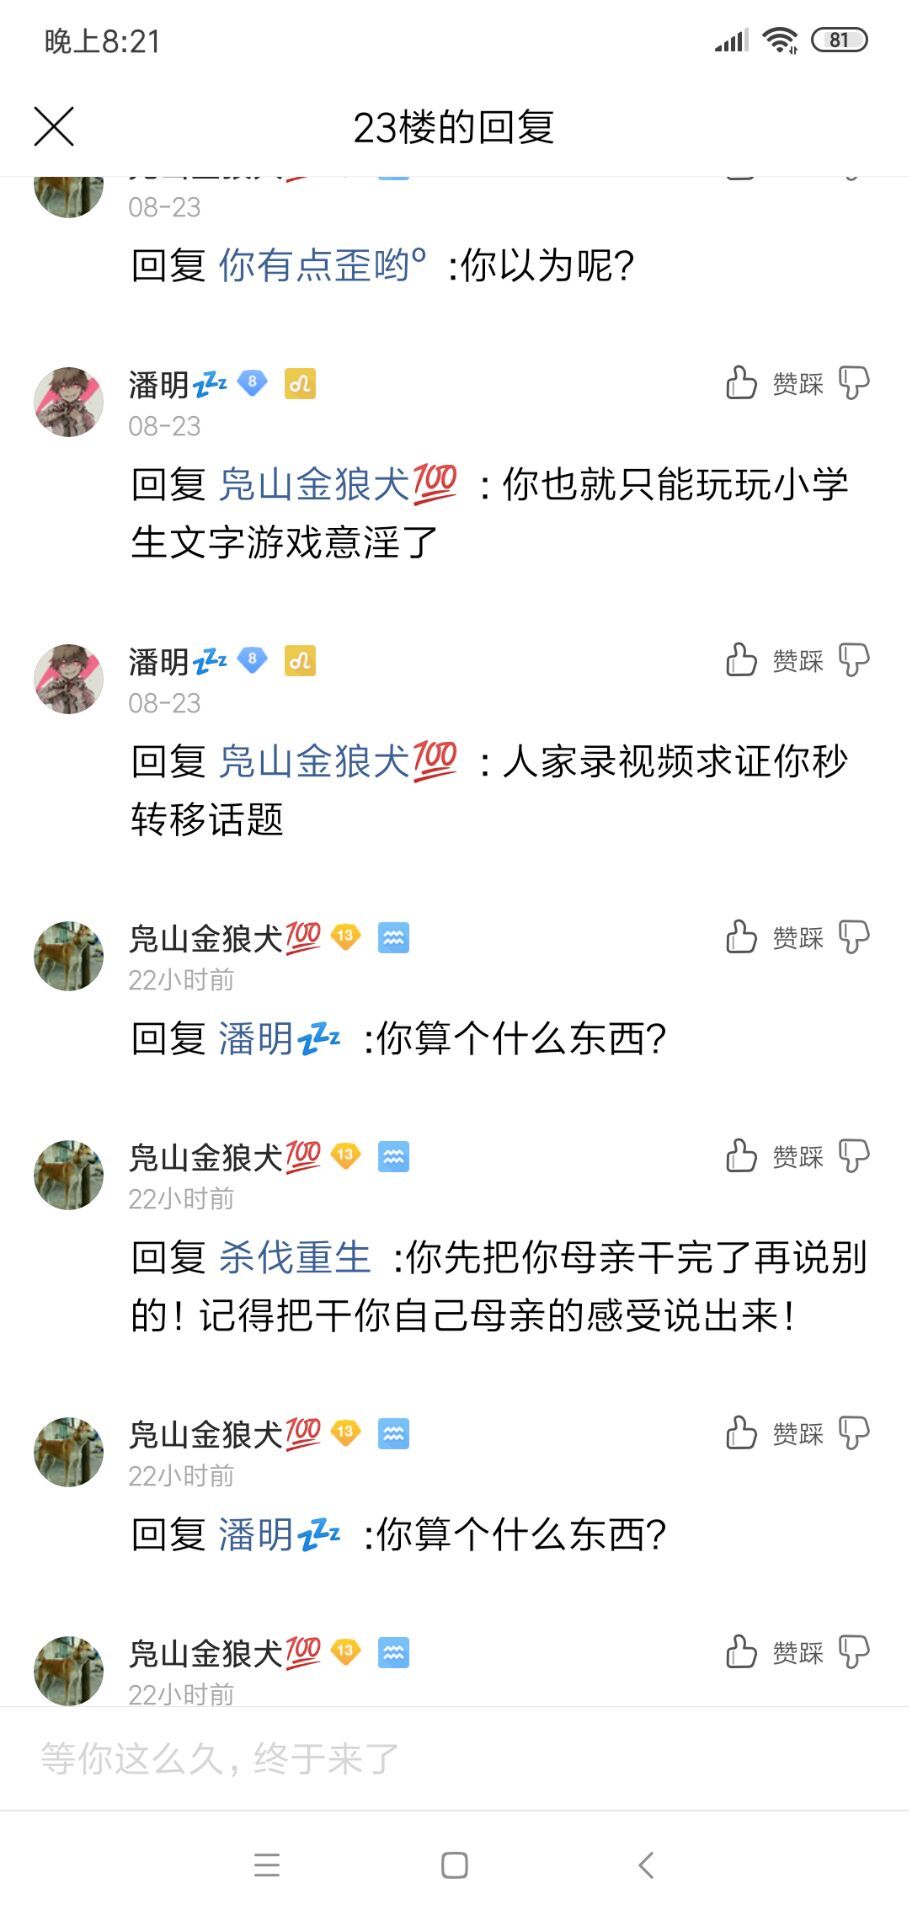 晚上8:21
81
23楼的回复
08-23
回复 你有点歪哟º :你以为呢?
潘明💤 8
赞踩
08-23
回复 凫山金狼犬💯 : 你也就只能玩玩小学
生文字游戏意淫了
潘明💤 8
赞踩
08-23
回复 凫山金狼犬💯 : 人家录视频求证你秒
转移话题
凫山金狼犬💯 13
赞踩
22小时前
回复 潘明💤 :你算个什么东西?
凫山金狼犬💯 13
赞踩
22小时前
回复 杀伐重生 :你先把你母亲干完了再说别
的! 记得把干你自己母亲的感受说出来!
凫山金狼犬💯 13
赞踩
22小时前
回复 潘明💤 :你算个什么东西?
凫山金狼犬💯 13
赞踩
22小时前
等你这么久, 终于来了